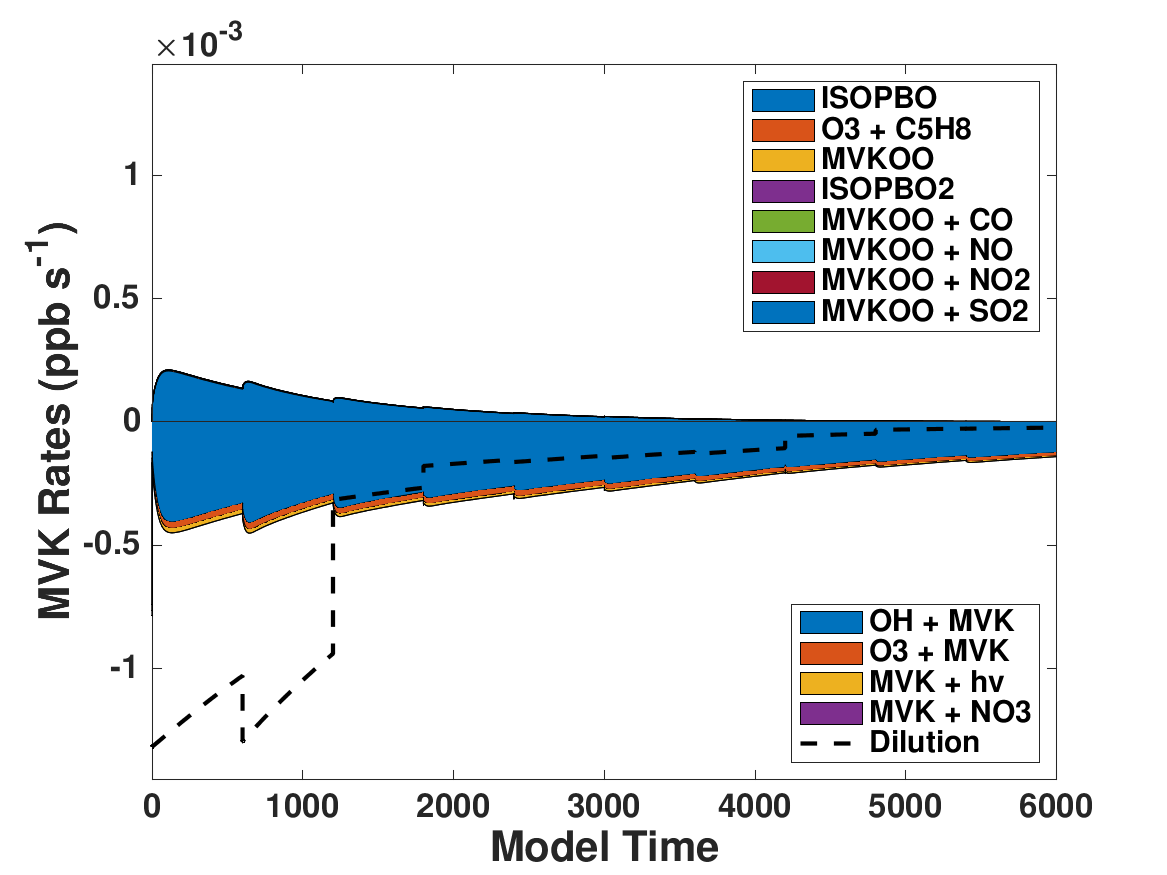 ×10-3
MVK Rates (ppb s-1)
1
0.5
0
-0.5
-1
ISOPBO
O3 + C5H8
MVKOO
ISOPBO2
MVKOO + CO
MVKOO + NO
MVKOO + NO2
MVKOO + SO2
OH + MVK
O3 + MVK
MVK + hv
MVK + NO3
Dilution
0 1000 2000 3000 4000 5000 6000
Model Time